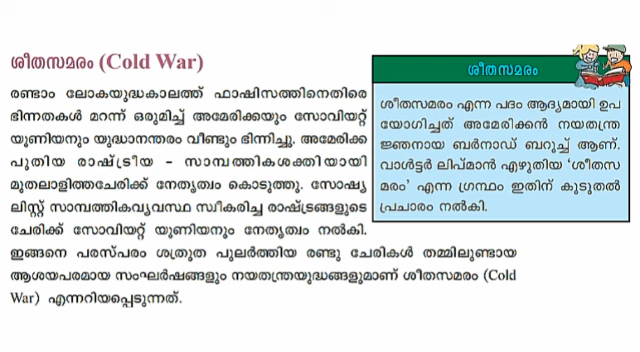 ശീതസമരം (Cold War)
രണ്ടാം ലോകയുദ്ധകാലത്ത് ഫാഷിസത്തിനെതിരെ
ഭിന്നതകൾ മറന്ന് ഒരുമിച്ച് അമേരിക്കയും സോവിയറ്റ്
യൂണിയനും യുദ്ധാനന്തരം വീണ്ടും ഭിന്നിച്ചു. അമേരിക്ക
പുതിയ രാഷ്ട്രീയ – സാമ്പത്തികശക്തിയായി
മുതലാളിത്തചേരിക്ക് നേതൃത്വം കൊടുത്തു. സോഷ്യ
ലിസ്റ്റ് സാമ്പത്തികവ്യവസ്ഥ സ്വീകരിച്ച രാഷ്ട്രങ്ങളുടെ
ചേരിക്ക് സോവിയറ്റ് യൂണിയനും നേതൃത്വം നൽകി.
ഇങ്ങനെ പരസ്പരം ശത്രുത പുലർത്തിയ രണ്ടു ചേരികൾ തമ്മിലുണ്ടായ
ആശയപരമായ സംഘർഷങ്ങളും നയതന്ത്രയുദ്ധങ്ങളുമാണ് ശീതസമരം (Cold
War) എന്നറിയപ്പെടുന്നത്.
ശീതസമരം
ശീതസമരം എന്ന പദം ആദ്യമായി ഉപ
യോഗിച്ചത് അമേരിക്കൻ നയതന്ത്ര
ജ്ഞനായ ബർനാഡ് ബറൂച്ച് ആണ്.
വാൾട്ടർ ലിപ്മാൻ എഴുതിയ ‘ശീതസ
മരം’ എന്ന ഗ്രന്ഥം ഇതിന് കൂടുതൽ
പ്രചാരം നൽകി.